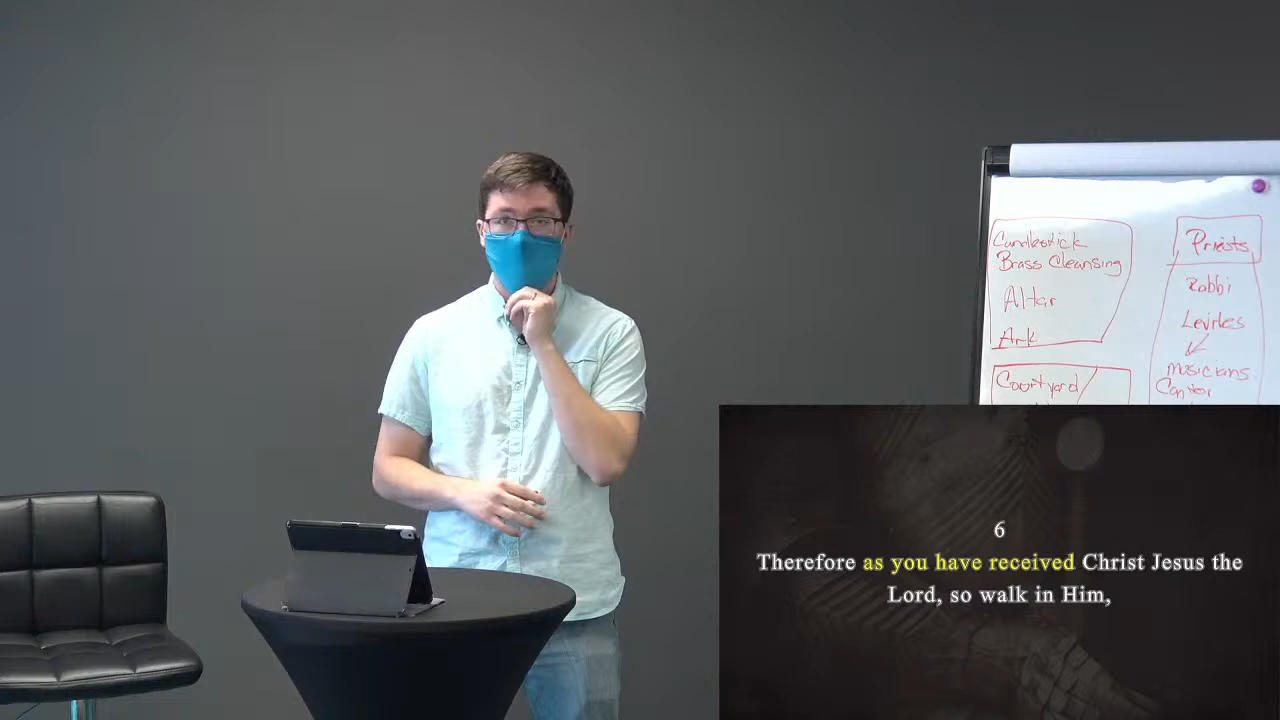 Candlestick
Brass Cleansing
Altar
Ark
Courtyard
Priests
Rabbi
Levites
Musicians
Cantor
6
Therefore as you have received Christ Jesus the
Lord, so walk in Him,